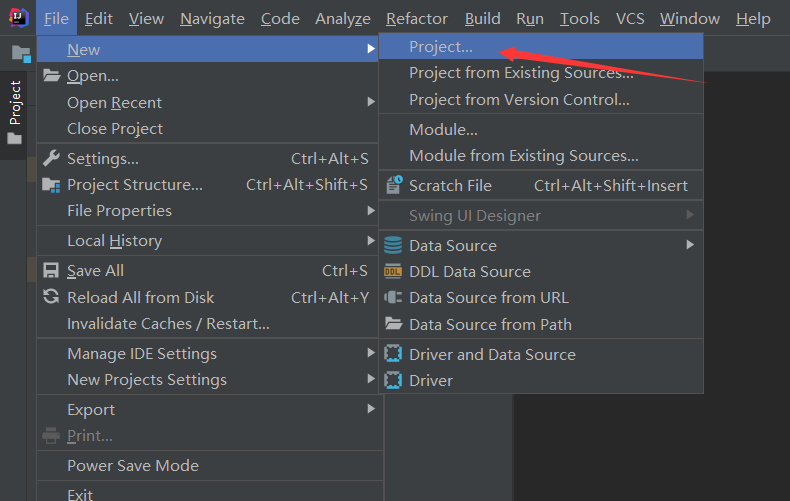 File Edit View Navigate Code Analyze Refactor Build Run Tools VCS Window Help
Project
New
Open...
Open Recent
Close Project
Settings... Ctrl+Alt+S
Project Structure... Ctrl+Alt+Shift+S
File Properties
Local History
Save All Ctrl+S
Reload All from Disk Ctrl+Alt+Y
Invalidate Caches / Restart...
Manage IDE Settings
New Projects Settings
Export
Print...
Power Save Mode
Exit
Project...
Project from Existing Sources...
Project from Version Control...
Module...
Module from Existing Sources...
Scratch File Ctrl+Alt+Shift+Insert
Swing UI Designer
Data Source
DDL Data Source
Data Source from URL
Data Source from Path
Driver and Data Source
Driver